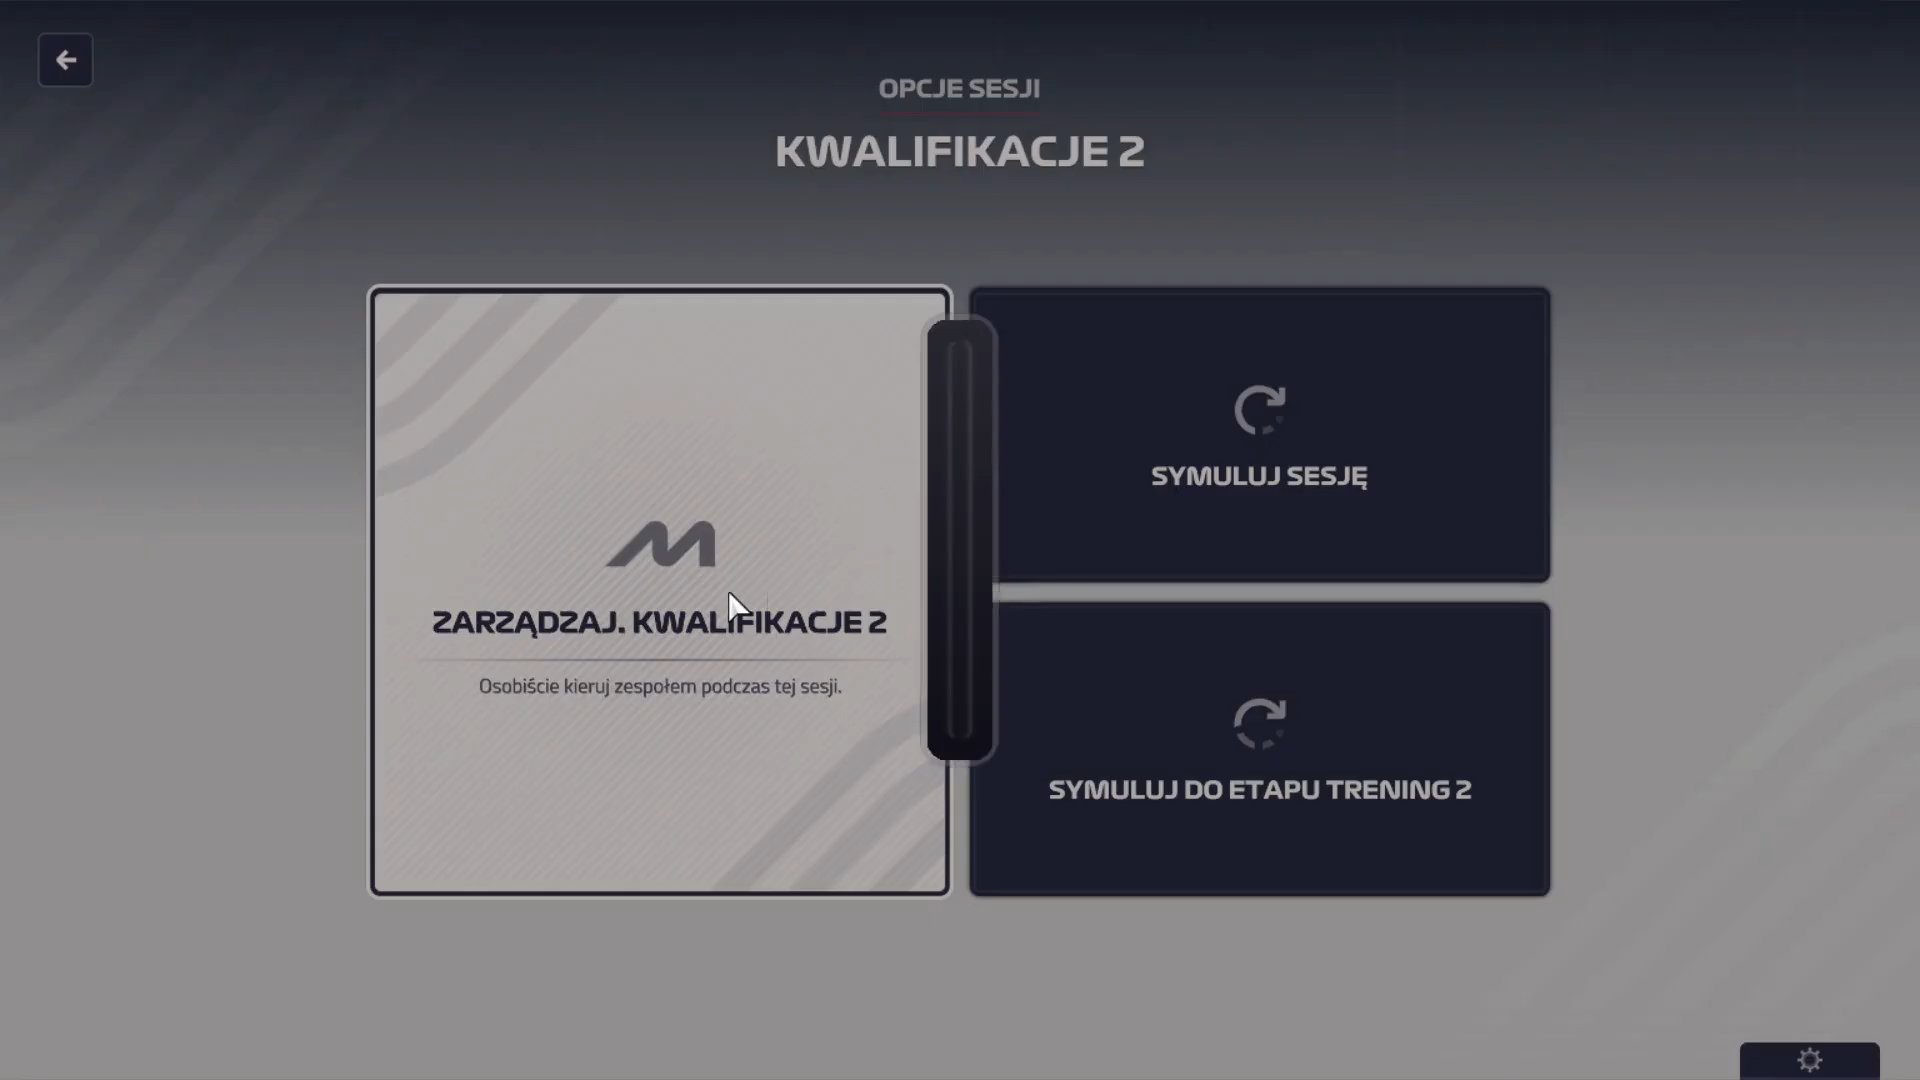 OPCJE SESJI
KWALIFIKACJE 2
ZARZĄDZAJ. KWALIFIKACJE 2
Osobiście kieruj zespołem podczas tej sesji.
SYMULUJ SESJĘ
SYMULUJ DO ETAPU TRENING 2